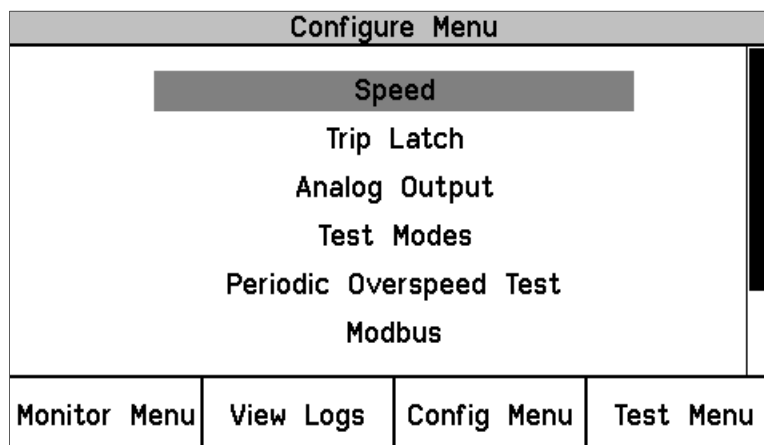 Configure Menu
Speed
Trip Latch
Analog Output
Test Modes
Periodic Overspeed Test
Modbus
Monitor Menu View Logs Config Menu Test Menu